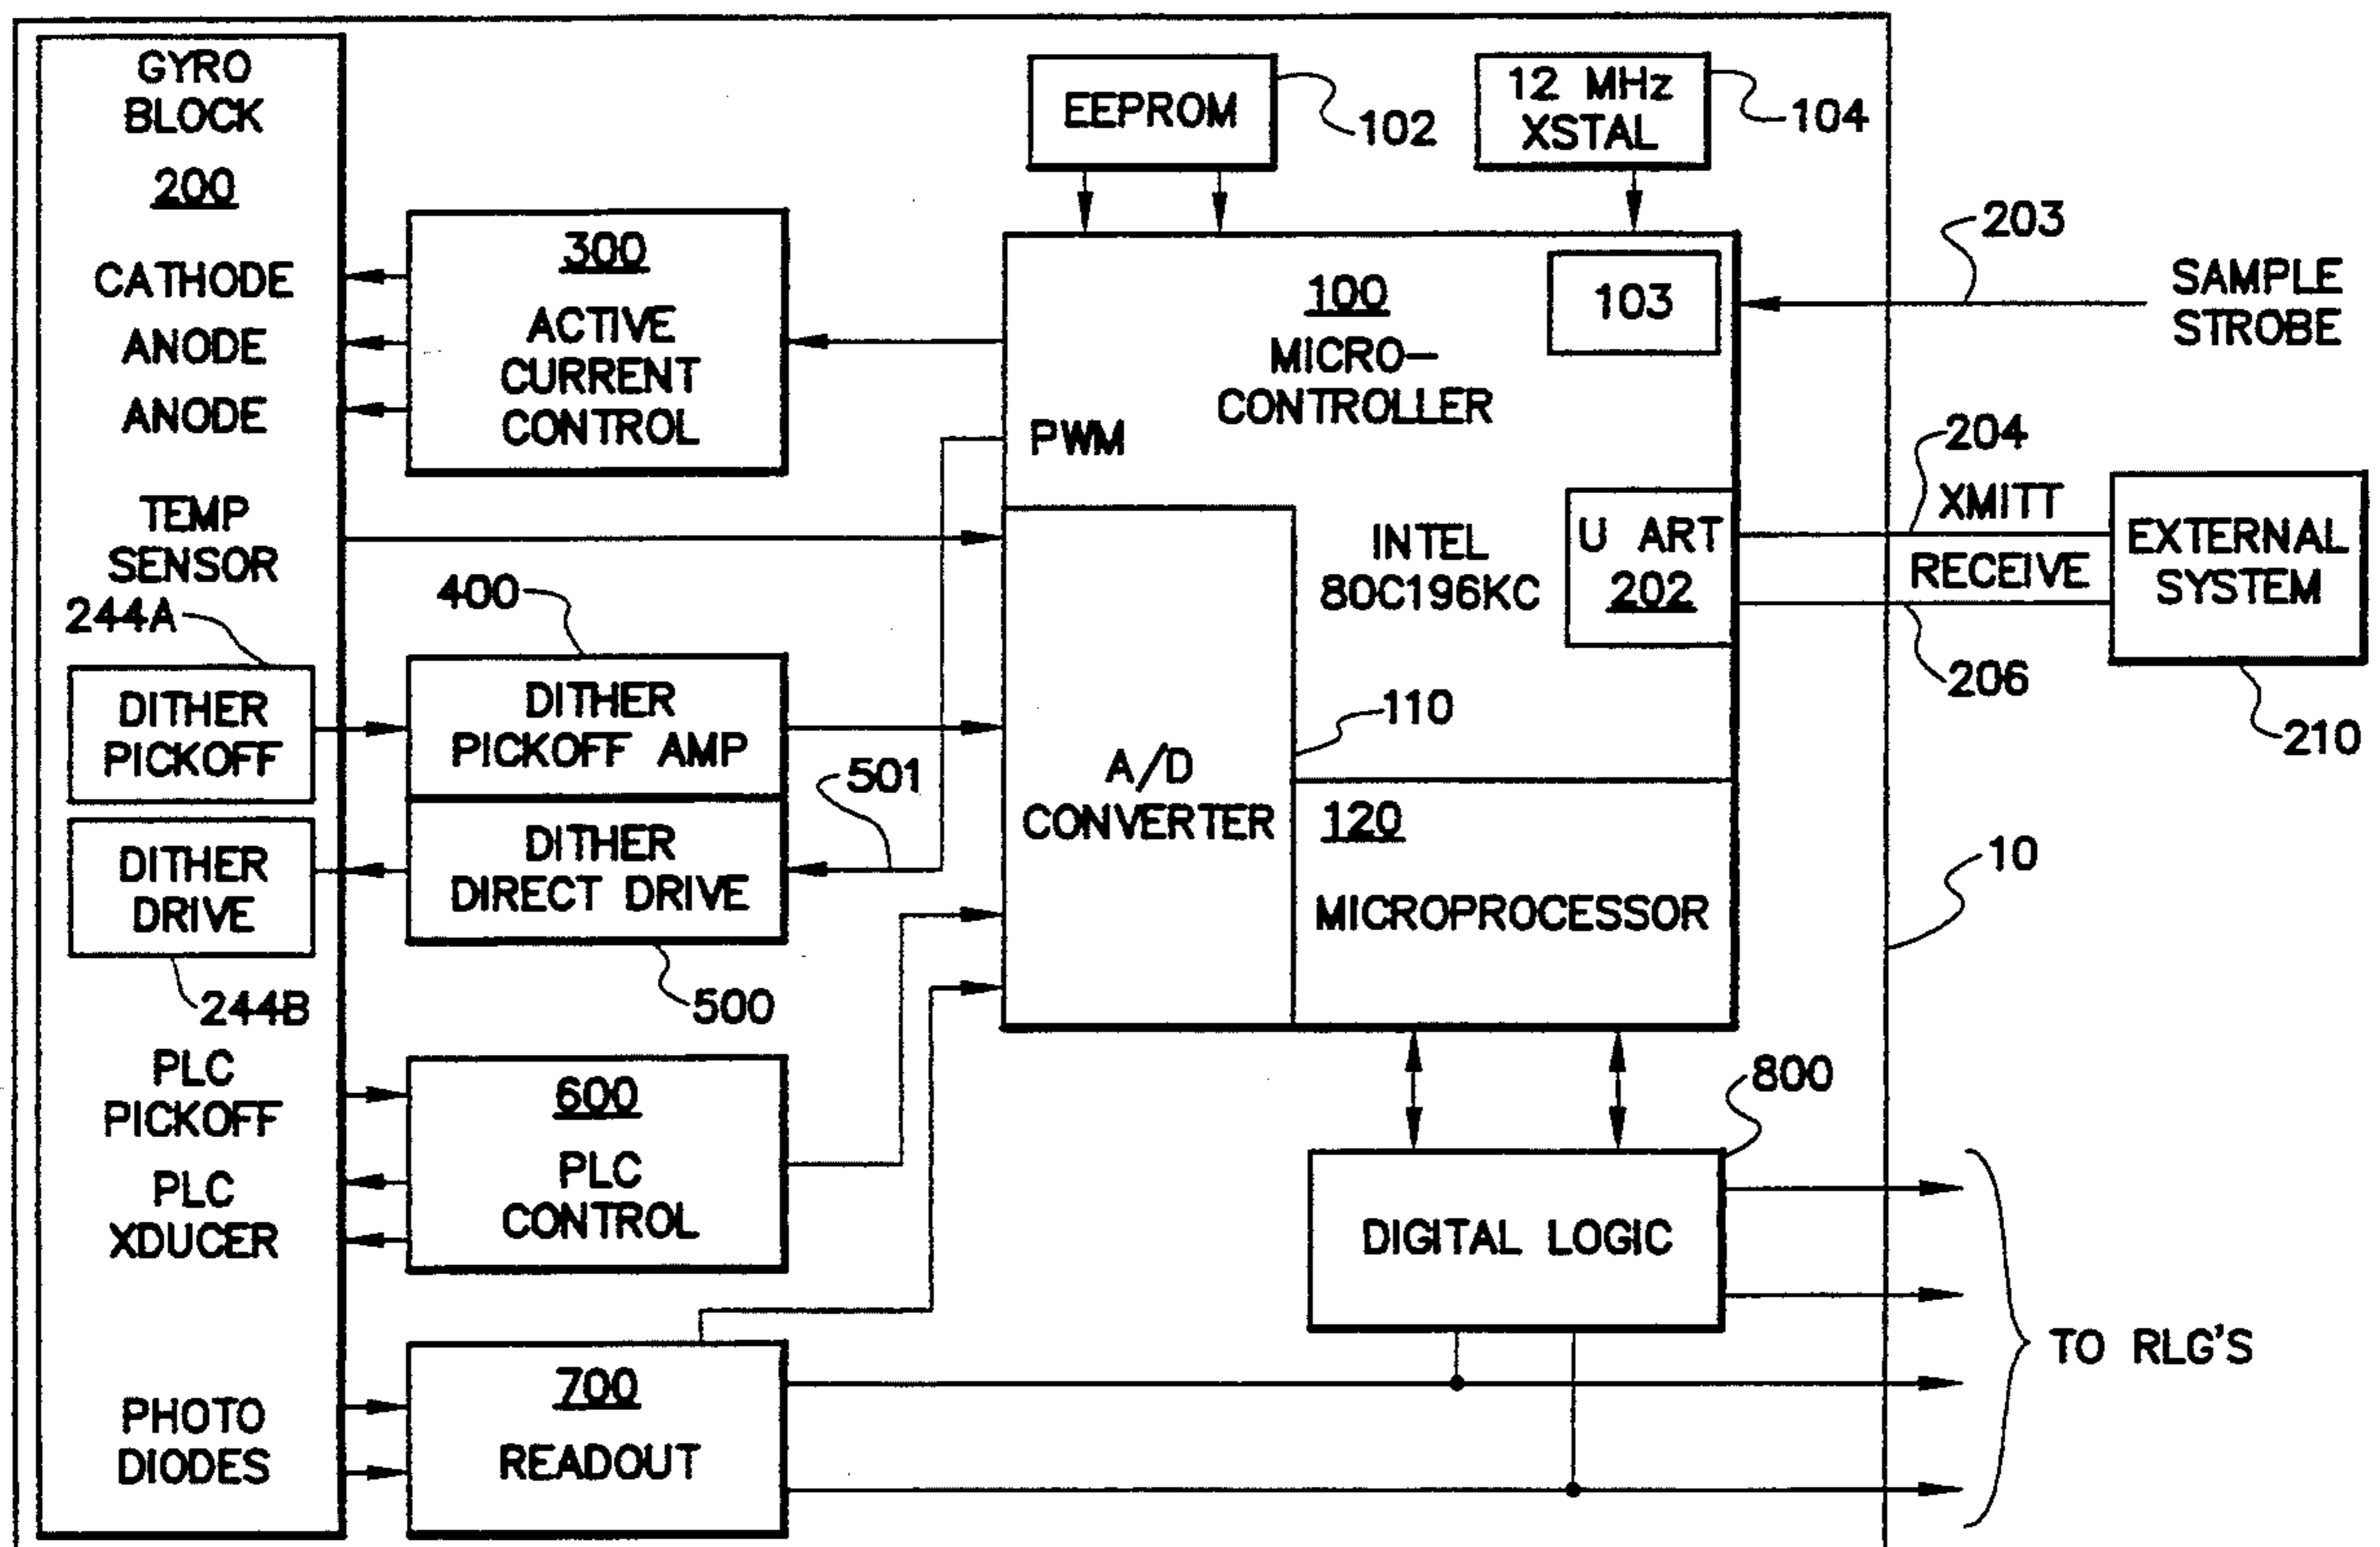 GYRO
BLOCK
200
CATHODE
ANODE
ANODE
TEMP
SENSOR
244A
DITHER
PICKOFF
DITHER
DRIVE
244B
PLC
PICKOFF
PLC
XDUCER
PHOTO
DIODES
300
ACTIVE
CURRENT
CONTROL
400
DITHER
PICKOFF AMP
DITHER
DIRECT DRIVE
501
500
600
PLC
CONTROL
700
READOUT
EEPROM
102
12 MHz
XSTAL
104
100
MICRO-
CONTROLLER
103
PWM
INTEL
80C196KC
U ART
202
A/D
CONVERTER
110
120
MICROPROCESSOR
203
SAMPLE
STROBE
204
XMITT
RECEIVE
206
EXTERNAL
SYSTEM
210
10
800
DIGITAL LOGIC
TO RLG'S